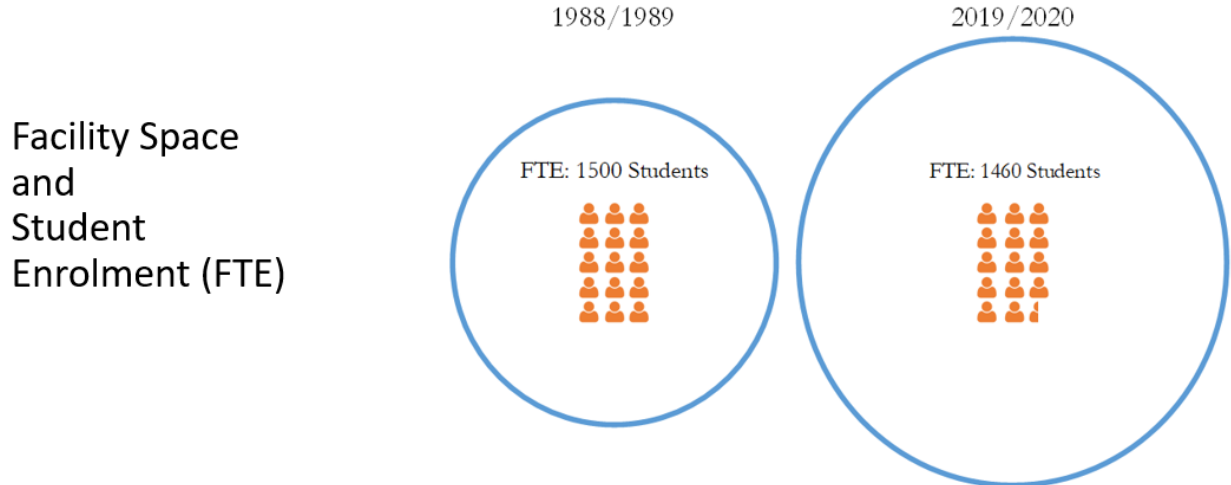 1988/1989
2019/2020
Facility Space
and
Student
Enrolment (FTE)
FTE: 1500 Students
FTE: 1460 Students